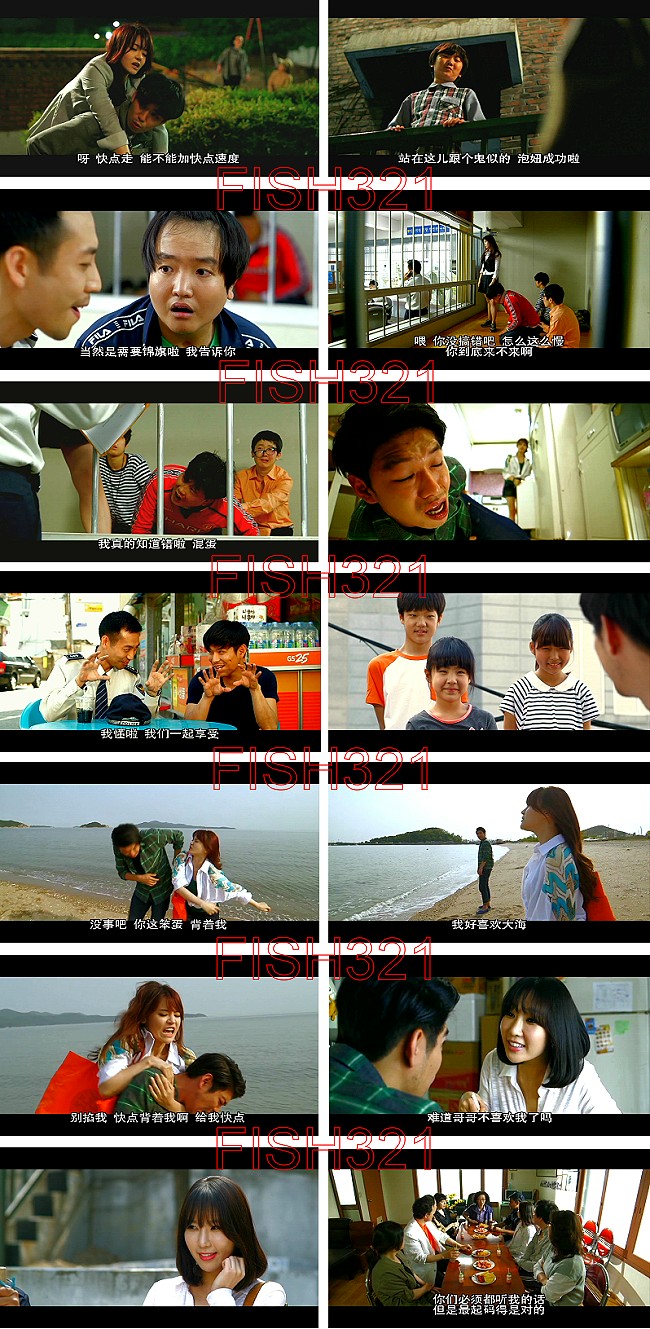 呀 快点走 能不能加快点速度
站在这儿跟个鬼似的 泡妞成功啦
FISH321
FILA
FILA
当然是需要锦旗啦 我告诉你
喂 你没搞错吧 怎么这么慢
你到底来不来啊
FISH321
我真的知道错啦 混蛋
FISH321
GS25
我懂啦 我们一起享受
FISH321
没事吧 你这笨蛋 背着我
我好喜欢大海
FISH321
别掐我 快点背着我啊 给我快点
难道哥哥不喜欢我了吗
FISH321
你们必须都听我的话
但是最起码得是对的